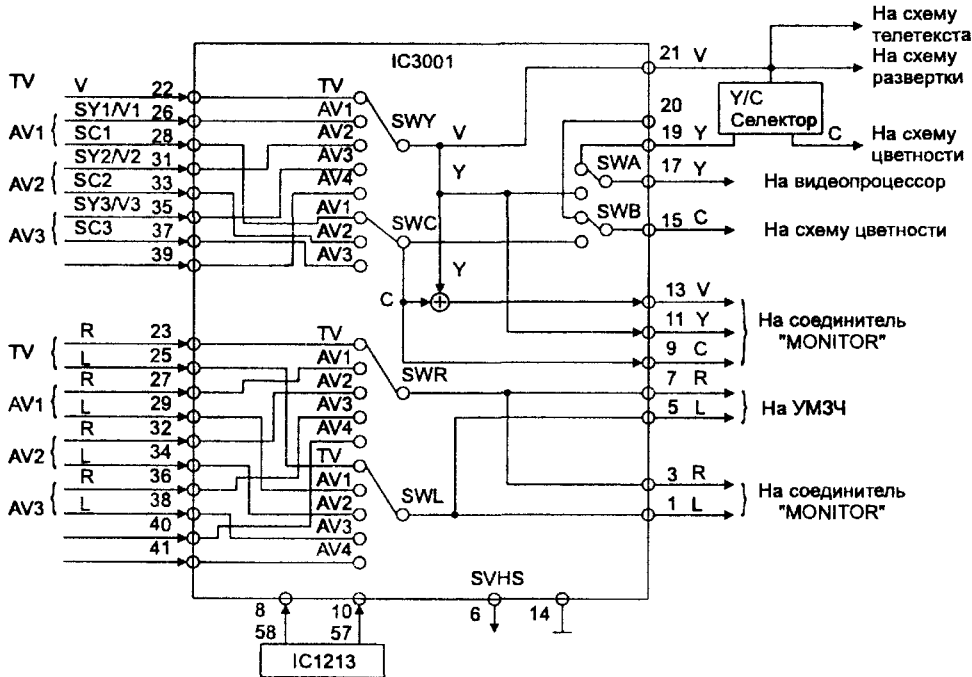 На схему
телетекста
IC3001
21 V
На схему
развертки
TV
V 22
TV
SY1/V1 26
AV1
SWY
V
20
Y/C
Селектор
AV1
SC1 28
AV2
19 Y
C
На схему
цветности
SY2/V2 31
AV3
Y
SWA
17 Y
На видеопроцессор
AV2
SC2 33
AV4
SY3/V3 35
AV1
SWC
SWB
15 C
На схему цветности
AV3
SC3 37
AV2
39
AV3
Y
C
13 V
11 Y
9 C
На соединитель
"MONITOR"
TV
R 23
TV
L 25
AV1
SWR
7 R
5 L
На УМЗЧ
AV1
R 27
AV2
L 29
AV3
AV2
R 32
AV4
L 34
TV
3 R
1 L
На соединитель
"MONITOR"
AV3
R 36
AV1
SWL
L 38
AV2
40
AV3
41
AV4
SVHS
8
10
6
14
58
57
IC1213